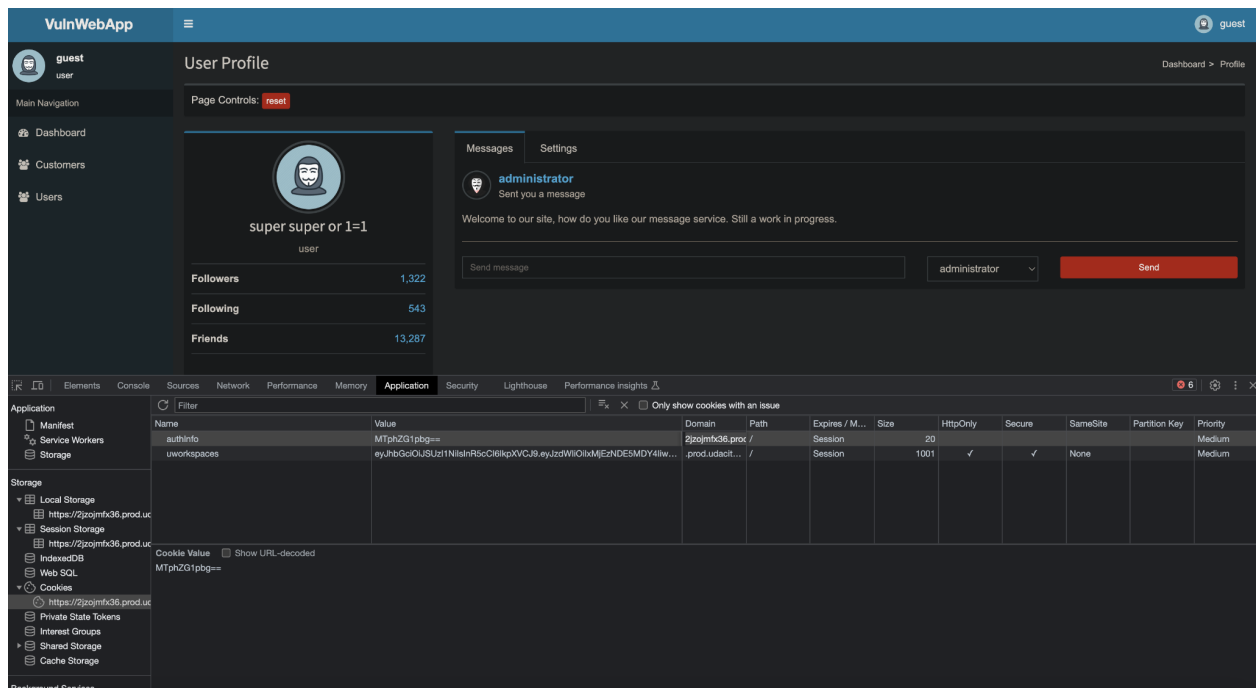 VulnWebApp
guest
guest
user
Main Navigation
Dashboard
Customers
Users
User Profile
Dashboard > Profile
Page Controls: reset
super super or 1=1
user
Followers 1,322
Following 543
Friends 13,287
Messages Settings
administrator
Sent you a message
Welcome to our site, how do you like our message service. Still a work in progress.
Send message administrator Send
Elements Console Sources Network Performance Memory Application Security Lighthouse Performance insights 6
Application
Manifest
Service Workers
Storage
Storage
Local Storage
https://2jzojmfx36.prod.uc
Session Storage
https://2jzojmfx36.prod.uc
IndexedDB
Web SQL
Cookies
https://2jzojmfx36.prod.uc
Private State Tokens
Interest Groups
Shared Storage
Cache Storage
Background Services
Filter Only show cookies with an issue
Name Value Domain Path Expires / M... Size HttpOnly Secure SameSite Partition Key Priority
authInfo MTphZG1pbg== 2jzojmfx36.proc / Session 20 Medium
uworkspaces / Session 1001 ✓ ✓ None Medium
.prod.udacit...
Cookie Value Show URL-decoded
MTphZG1pbg==